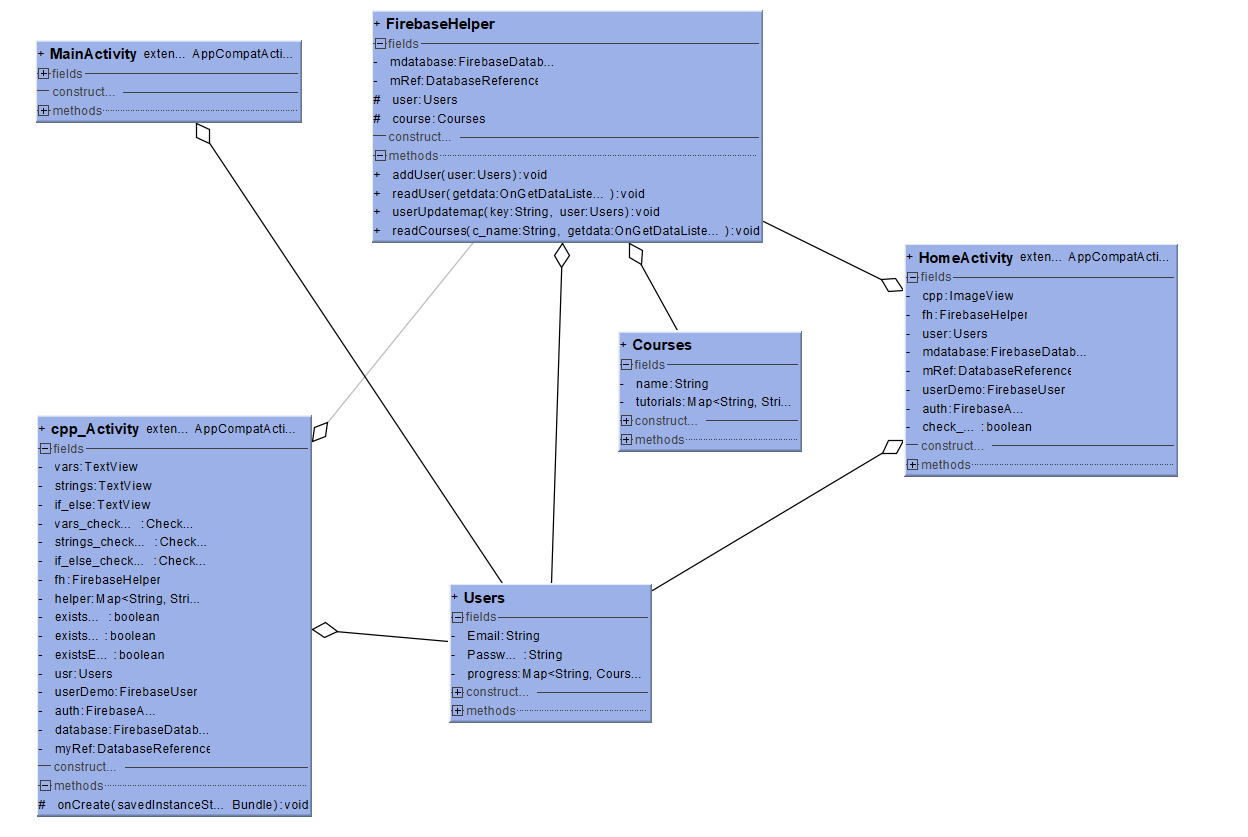 + MainActivity exten... AppCompatActi...
fields
construct...
methods
+ FirebaseHelper
fields
- mdatabase:FirebaseDatab...
- mRef:DatabaseReference
# user:Users
# course:Courses
construct...
methods
+ addUser(user:Users):void
+ readUser(getdata:OnGetDataListe... ):void
+ userUpdatemap(key:String, user:Users):void
+ readCourses(c_name:String, getdata:OnGetDataListe... ):void
+ HomeActivity exten... AppCompatActi...
fields
- cpp:ImageView
- fh:FirebaseHelper
- user:Users
- mdatabase:FirebaseDatab...
- mRef:DatabaseReference
- userDemo:FirebaseUser
- auth:FirebaseA...
- check_... :boolean
construct...
methods
+ Courses
fields
- name:String
- tutorials:Map<String, Stri...
construct...
methods
+ cpp_Activity exten... AppCompatActi...
fields
- vars:TextView
- strings:TextView
- if_else:TextView
- vars_check... :Check...
- strings_check... :Check...
- if_else_check... :Check...
- fh:FirebaseHelper
- helper:Map<String, Stri...
- exists... :boolean
- exists... :boolean
- existsE... :boolean
- usr:Users
- userDemo:FirebaseUser
- auth:FirebaseA...
- database:FirebaseDatab...
- myRef:DatabaseReference
construct...
methods
# onCreate(savedInstanceSt... Bundle):void
+ Users
fields
- Email:String
- Passw... :String
- progress:Map<String, Cours...
construct...
methods